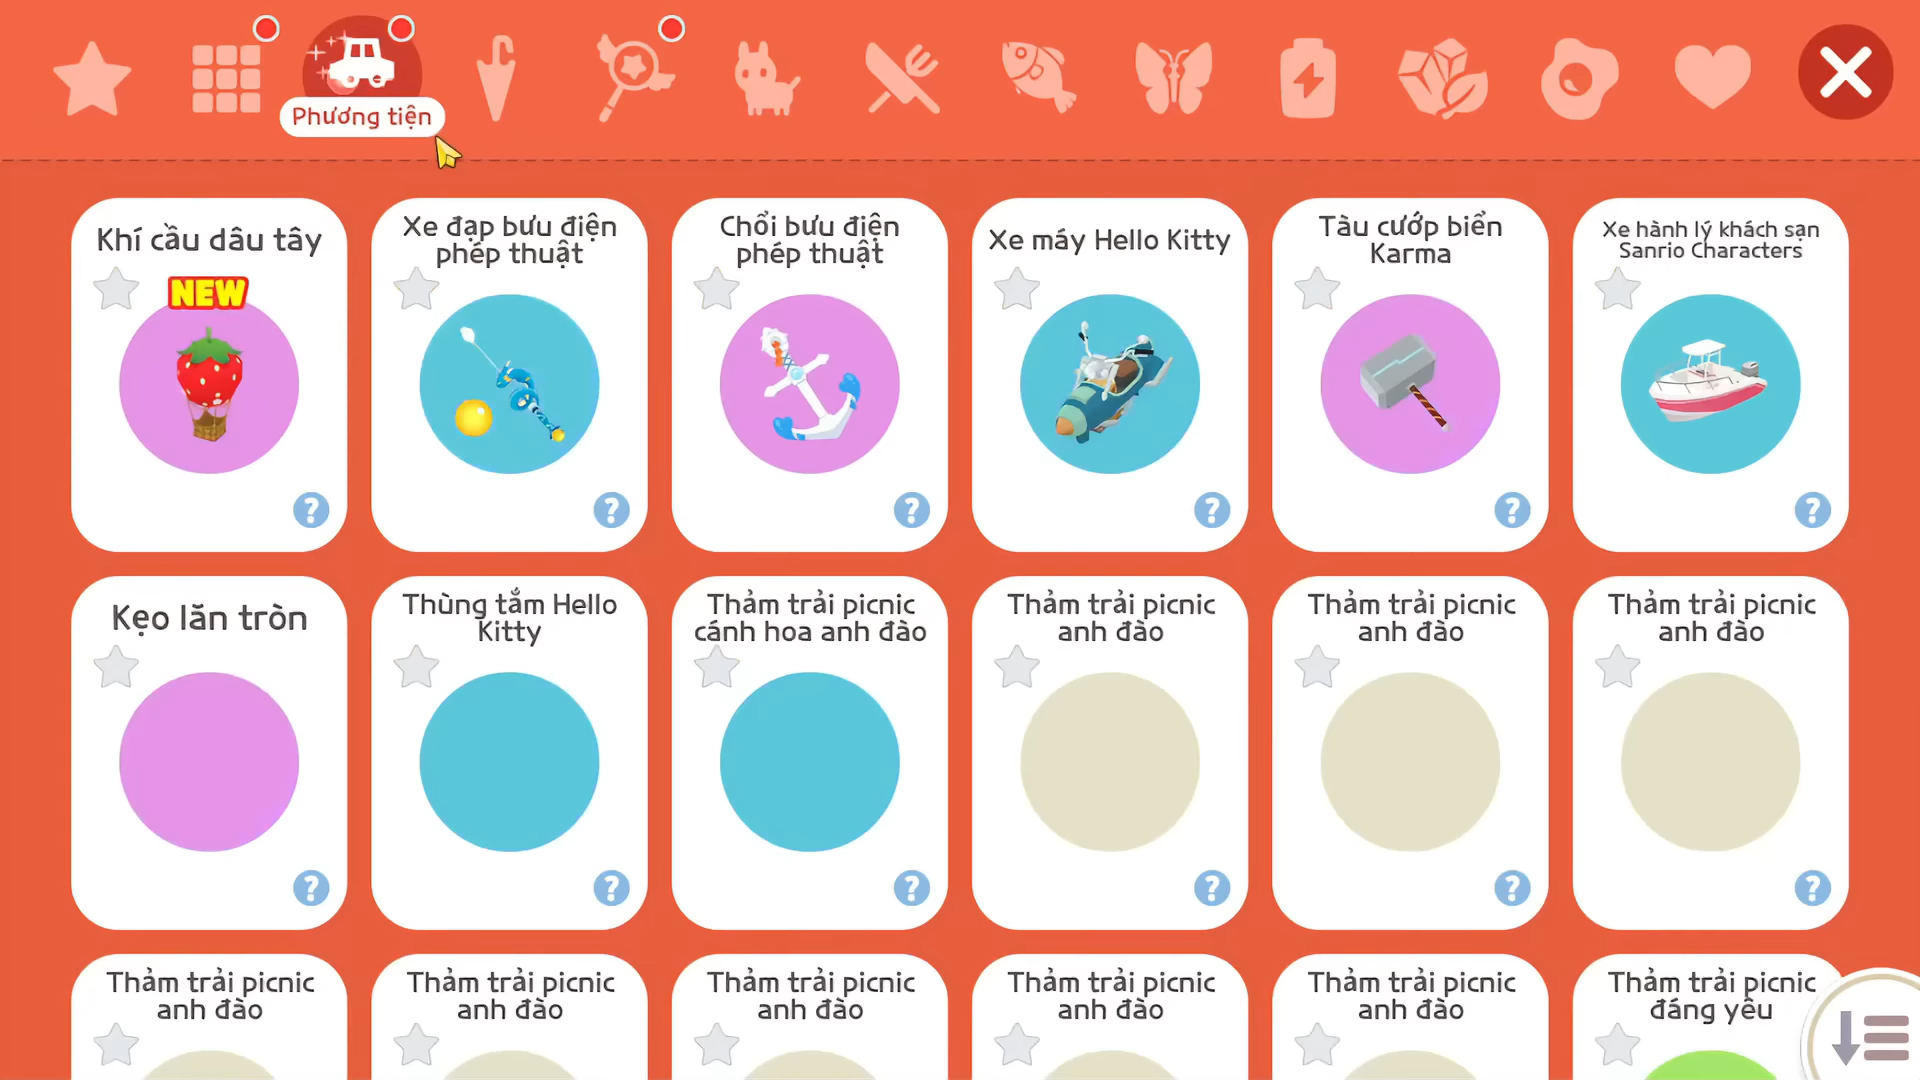 Phương tiện
Khí cầu dâu tây
NEW
Xe đạp bưu điện
phép thuật
Chổi bưu điện
phép thuật
Xe máy Hello Kitty
Tàu cướp biển
Karma
Xe hành lý khách sạn
Sanrio Characters
Kẹo lăn tròn
Thùng tắm Hello
Kitty
Thảm trải picnic
cánh hoa anh đào
Thảm trải picnic
anh đào
Thảm trải picnic
anh đào
Thảm trải picnic
anh đào
Thảm trải picnic
anh đào
Thảm trải picnic
anh đào
Thảm trải picnic
anh đào
Thảm trải picnic
anh đào
Thảm trải picnic
anh đào
Thảm trải picnic
đáng yêu